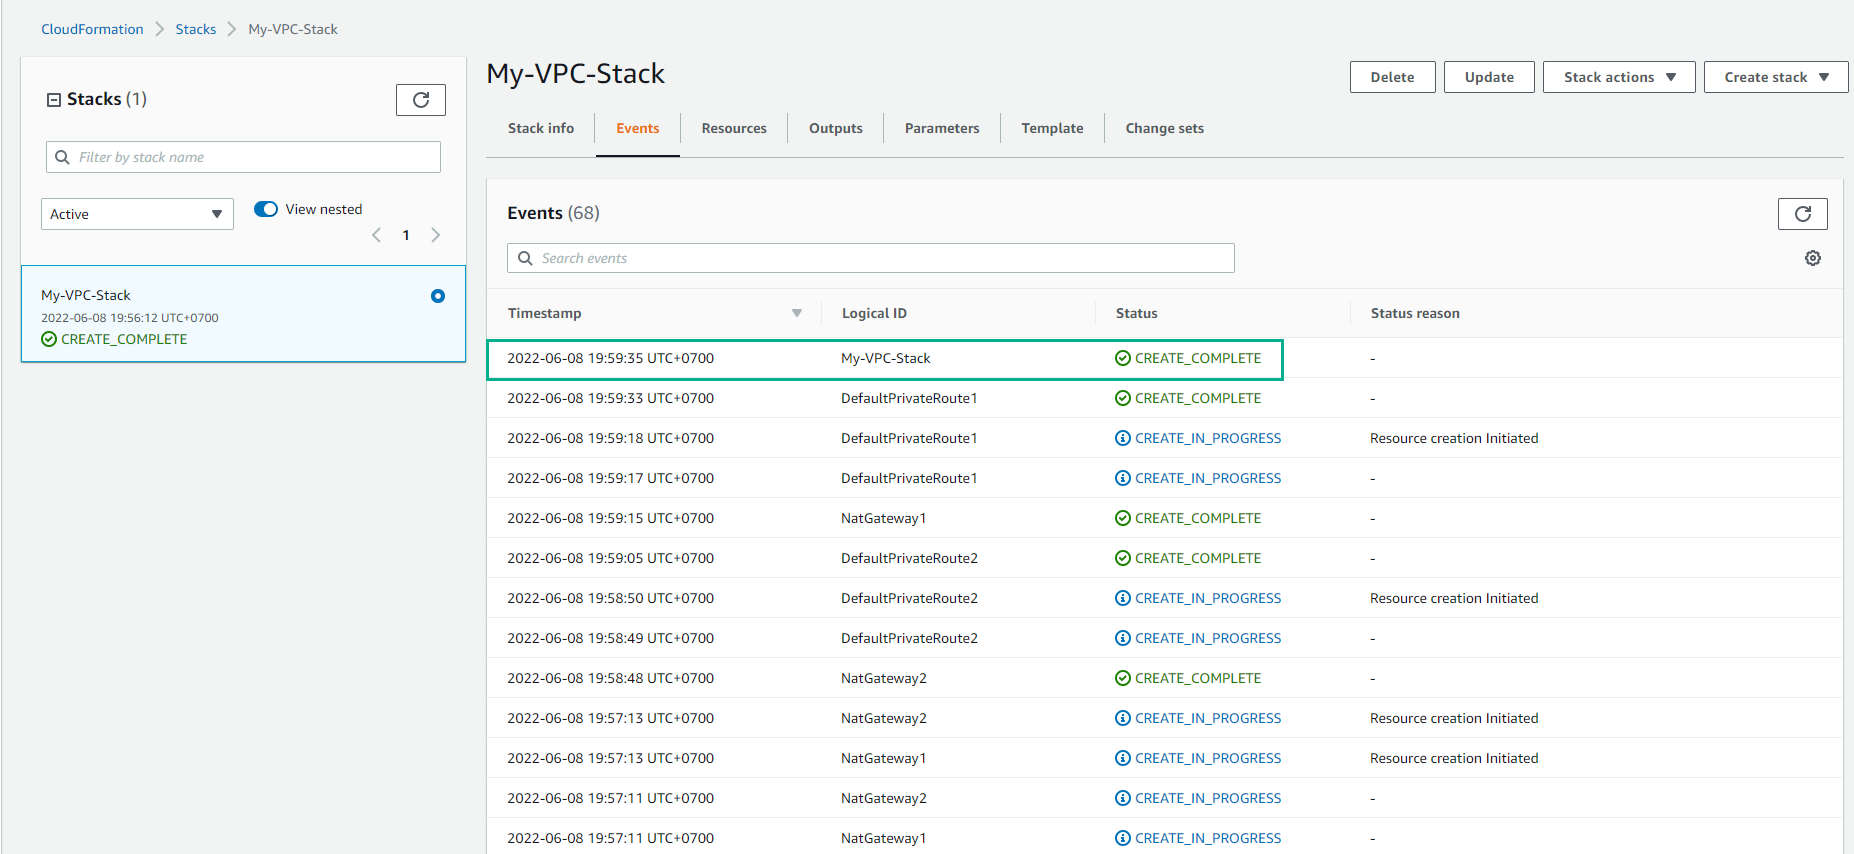 CloudFormation > Stacks > My-VPC-Stack
Stacks (1)
Filter by stack name
Active
View nested
1
My-VPC-Stack
2022-06-08 19:56:12 UTC+0700
CREATE_COMPLETE
My-VPC-Stack
Delete Update Stack actions Create stack
Stack info Events Resources Outputs Parameters Template Change sets
Events (68)
Search events
Timestamp Logical ID Status Status reason
2022-06-08 19:59:35 UTC+0700 My-VPC-Stack CREATE_COMPLETE -
2022-06-08 19:59:33 UTC+0700 DefaultPrivateRoute1 CREATE_COMPLETE -
2022-06-08 19:59:18 UTC+0700 DefaultPrivateRoute1 CREATE_IN_PROGRESS Resource creation Initiated
2022-06-08 19:59:17 UTC+0700 DefaultPrivateRoute1 CREATE_IN_PROGRESS -
2022-06-08 19:59:15 UTC+0700 NatGateway1 CREATE_COMPLETE -
2022-06-08 19:59:05 UTC+0700 DefaultPrivateRoute2 CREATE_COMPLETE -
2022-06-08 19:58:50 UTC+0700 DefaultPrivateRoute2 CREATE_IN_PROGRESS Resource creation Initiated
2022-06-08 19:58:49 UTC+0700 DefaultPrivateRoute2 CREATE_IN_PROGRESS -
2022-06-08 19:58:48 UTC+0700 NatGateway2 CREATE_COMPLETE -
2022-06-08 19:57:13 UTC+0700 NatGateway2 CREATE_IN_PROGRESS Resource creation Initiated
2022-06-08 19:57:13 UTC+0700 NatGateway1 CREATE_IN_PROGRESS Resource creation Initiated
2022-06-08 19:57:11 UTC+0700 NatGateway2 CREATE_IN_PROGRESS -
2022-06-08 19:57:11 UTC+0700 NatGateway1 CREATE_IN_PROGRESS -